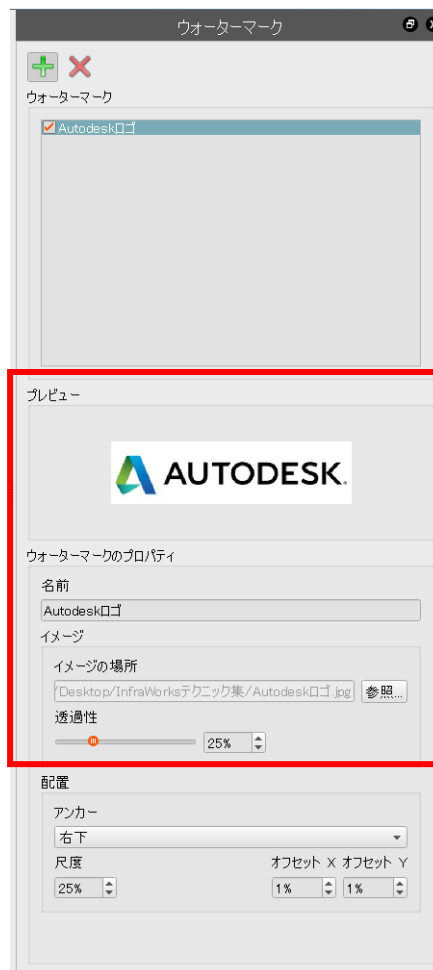 ウォーターマーク
ウォーターマーク
Autodeskロゴ
プレビュー
AUTODESK.
ウォーターマークのプロパティ
名前
Autodeskロゴ
イメージ
イメージの場所
/Desktop/InfraWorksテクニック集/Autodeskロゴ.jpg 参照...
透過性
25%
配置
アンカー
右下
尺度 オフセット X オフセット Y
25% 1% 1%